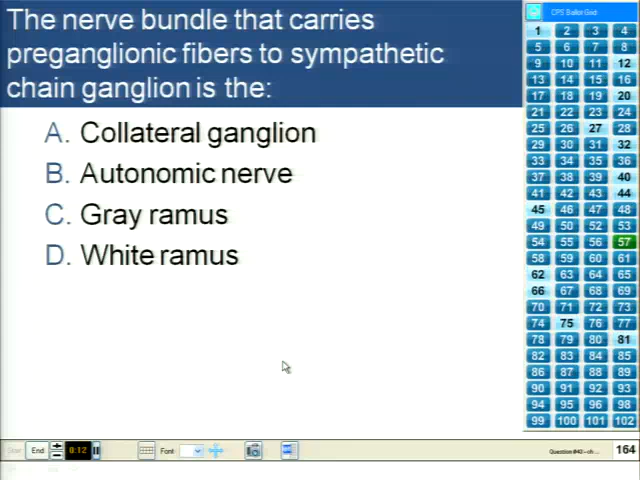 The nerve bundle that carries
preganglionic fibers to sympathetic
chain ganglion is the:
A. Collateral ganglion
B. Autonomic nerve
C. Gray ramus
D. White ramus
CPS Ballot Grid
1 2 3 4
5 6 7 8
9 10 11 12
13 14 15 16
17 18 19 20
21 22 23 24
25 26 27 28
29 30 31 32
33 34 35 36
37 38 39 40
41 42 43 44
45 46 47 48
49 50 52 53
54 55 56 57
58 59 60 61
62 63 64 65
66 67 68 69
70 71 72 73
74 75 76 77
78 79 80 81
82 83 84 85
86 87 88 89
90 91 92 93
94 95 96 98
99 100 101 102
End 0:12 Font Question #43 - ch... 164